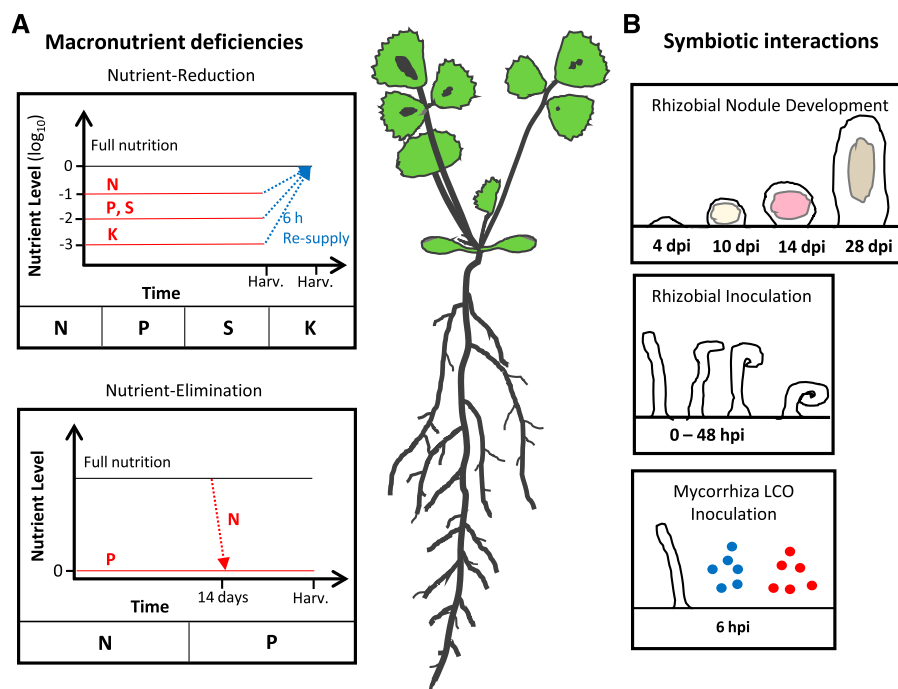 A
Macronutrient deficiencies
Nutrient-Reduction
Nutrient Level (log10)
Full nutrition
0
N
-1
P, S
-2
K
-3
6 h
Re-supply
Harv.
Harv.
Time
N P S K
Nutrient-Elimination
Nutrient Level
Full nutrition
N
P
0
14 days
Harv.
Time
N P
B
Symbiotic interactions
Rhizobial Nodule Development
4 dpi 10 dpi 14 dpi 28 dpi
Rhizobial Inoculation
0 – 48 hpi
Mycorrhiza LCO
Inoculation
6 hpi